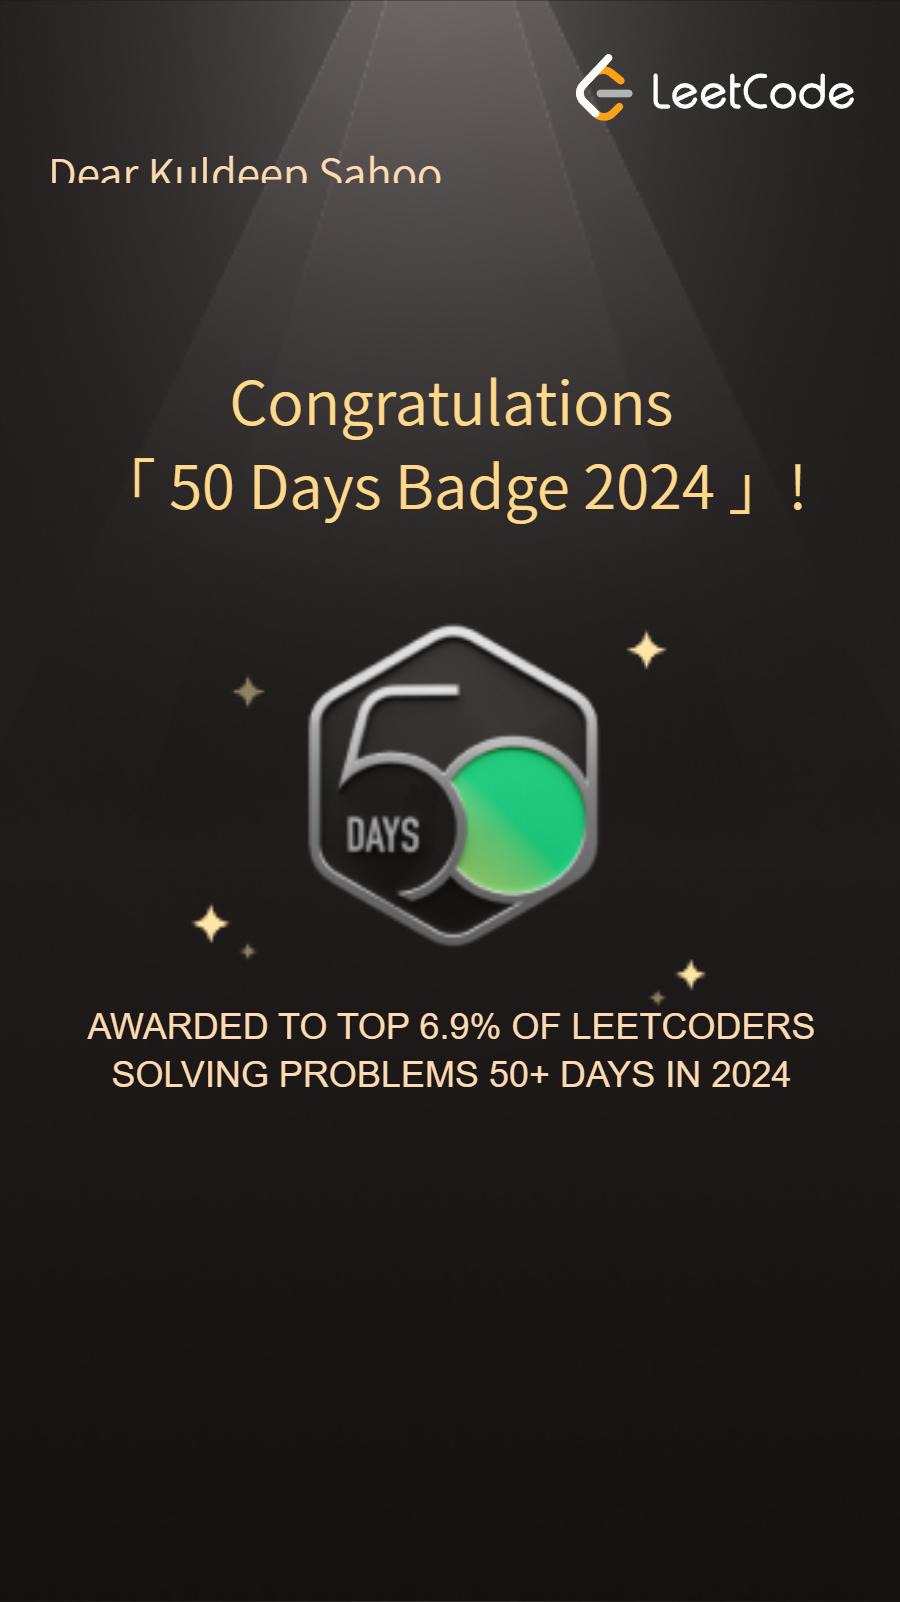 LeetCode
Dear Kuldeep Sahoo
Congratulations
「 50 Days Badge 2024 」!
50
DAYS
AWARDED TO TOP 6.9% OF LEETCODERS
SOLVING PROBLEMS 50+ DAYS IN 2024